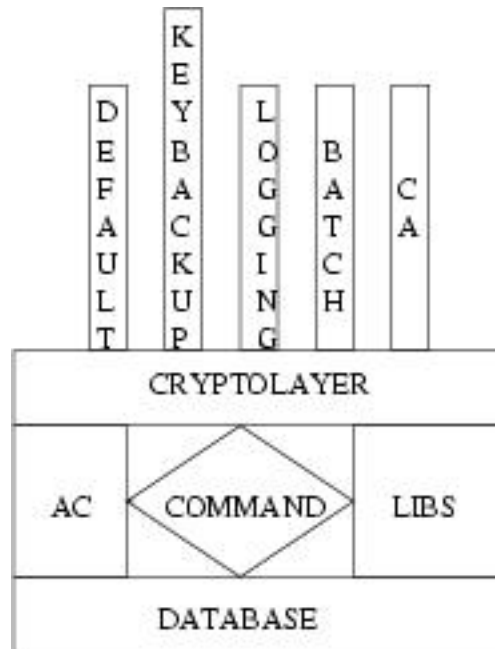 DEFAULT
KEYBACKUP
LOGGING
BATCH
CA
CRYPTOLAYER
AC
COMMAND
LIBS
DATABASE